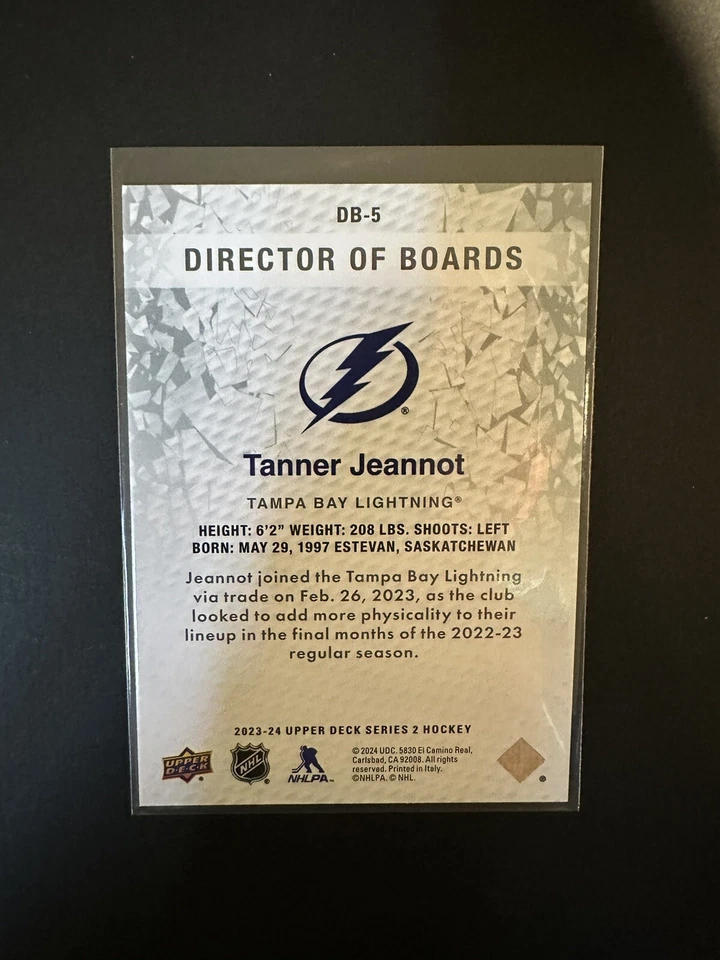 DB-5
DIRECTOR OF BOARDS
®
Tanner Jeannot
TAMPA BAY LIGHTNING®
HEIGHT: 6'2" WEIGHT: 208 LBS. SHOOTS: LEFT
BORN: MAY 29, 1997 ESTEVAN, SASKATCHEWAN
Jeannot joined the Tampa Bay Lightning
via trade on Feb. 26, 2023, as the club
looked to add more physicality to their
lineup in the final months of the 2022-23
regular season.
2023-24 UPPER DECK SERIES 2 HOCKEY
UPPER
D·E·C·K
®
NHL
®
NHLPA™
© 2024 UDC. 5830 El Camino Real,
Carlsbad, CA 92008. All rights
reserved. Printed in Italy.
©NHLPA. © NHL.
®